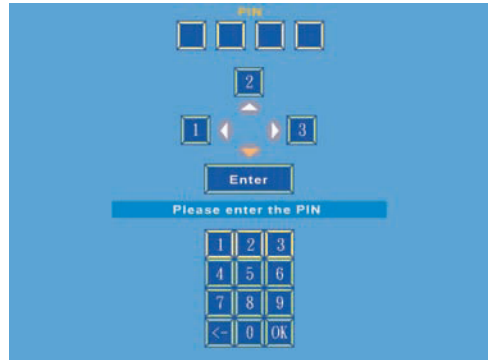 PIN
2
1 3
Enter
Please enter the PIN
1 2 3
4 5 6
7 8 9
<- 0 OK